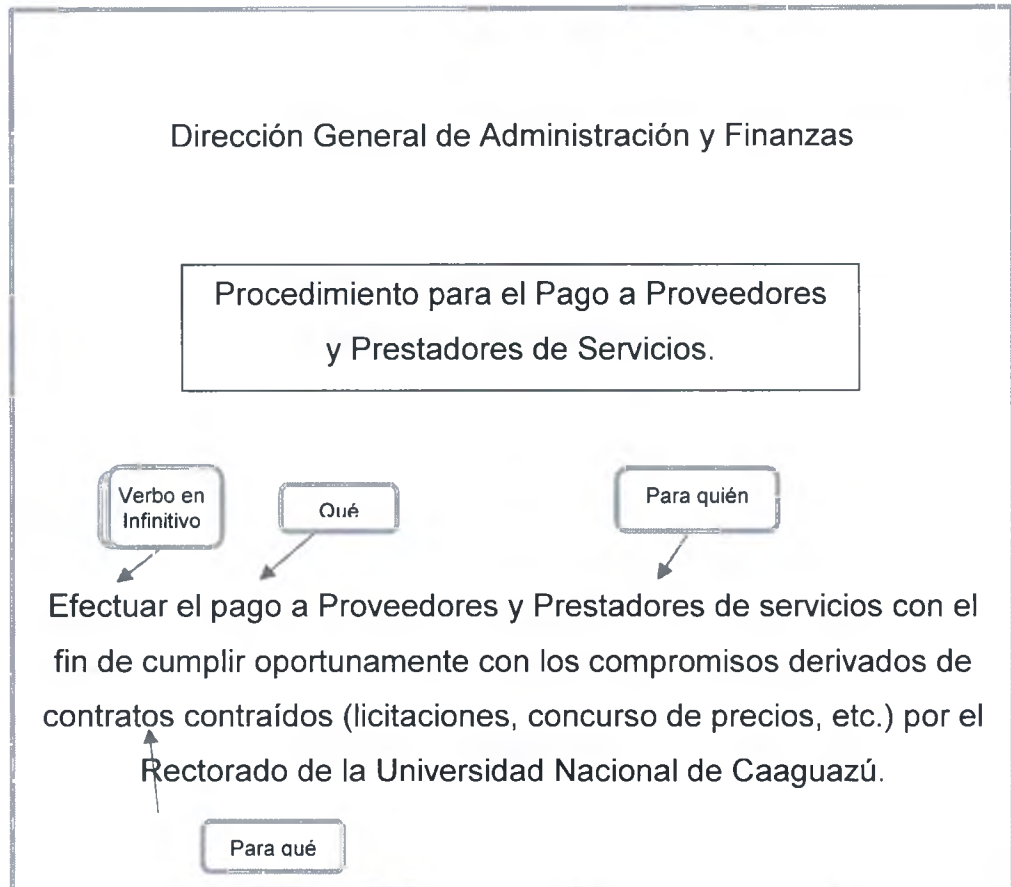 Dirección General de Administración y Finanzas
Procedimiento para el Pago a Proveedores
y Prestadores de Servicios.
Verbo en
Infinitivo
Qué
Para quién
Efectuar el pago a Proveedores y Prestadores de servicios con el
fin de cumplir oportunamente con los compromisos derivados de
contratos contraídos (licitaciones, concurso de precios, etc.) por el
Rectorado de la Universidad Nacional de Caaguazú.
Para qué